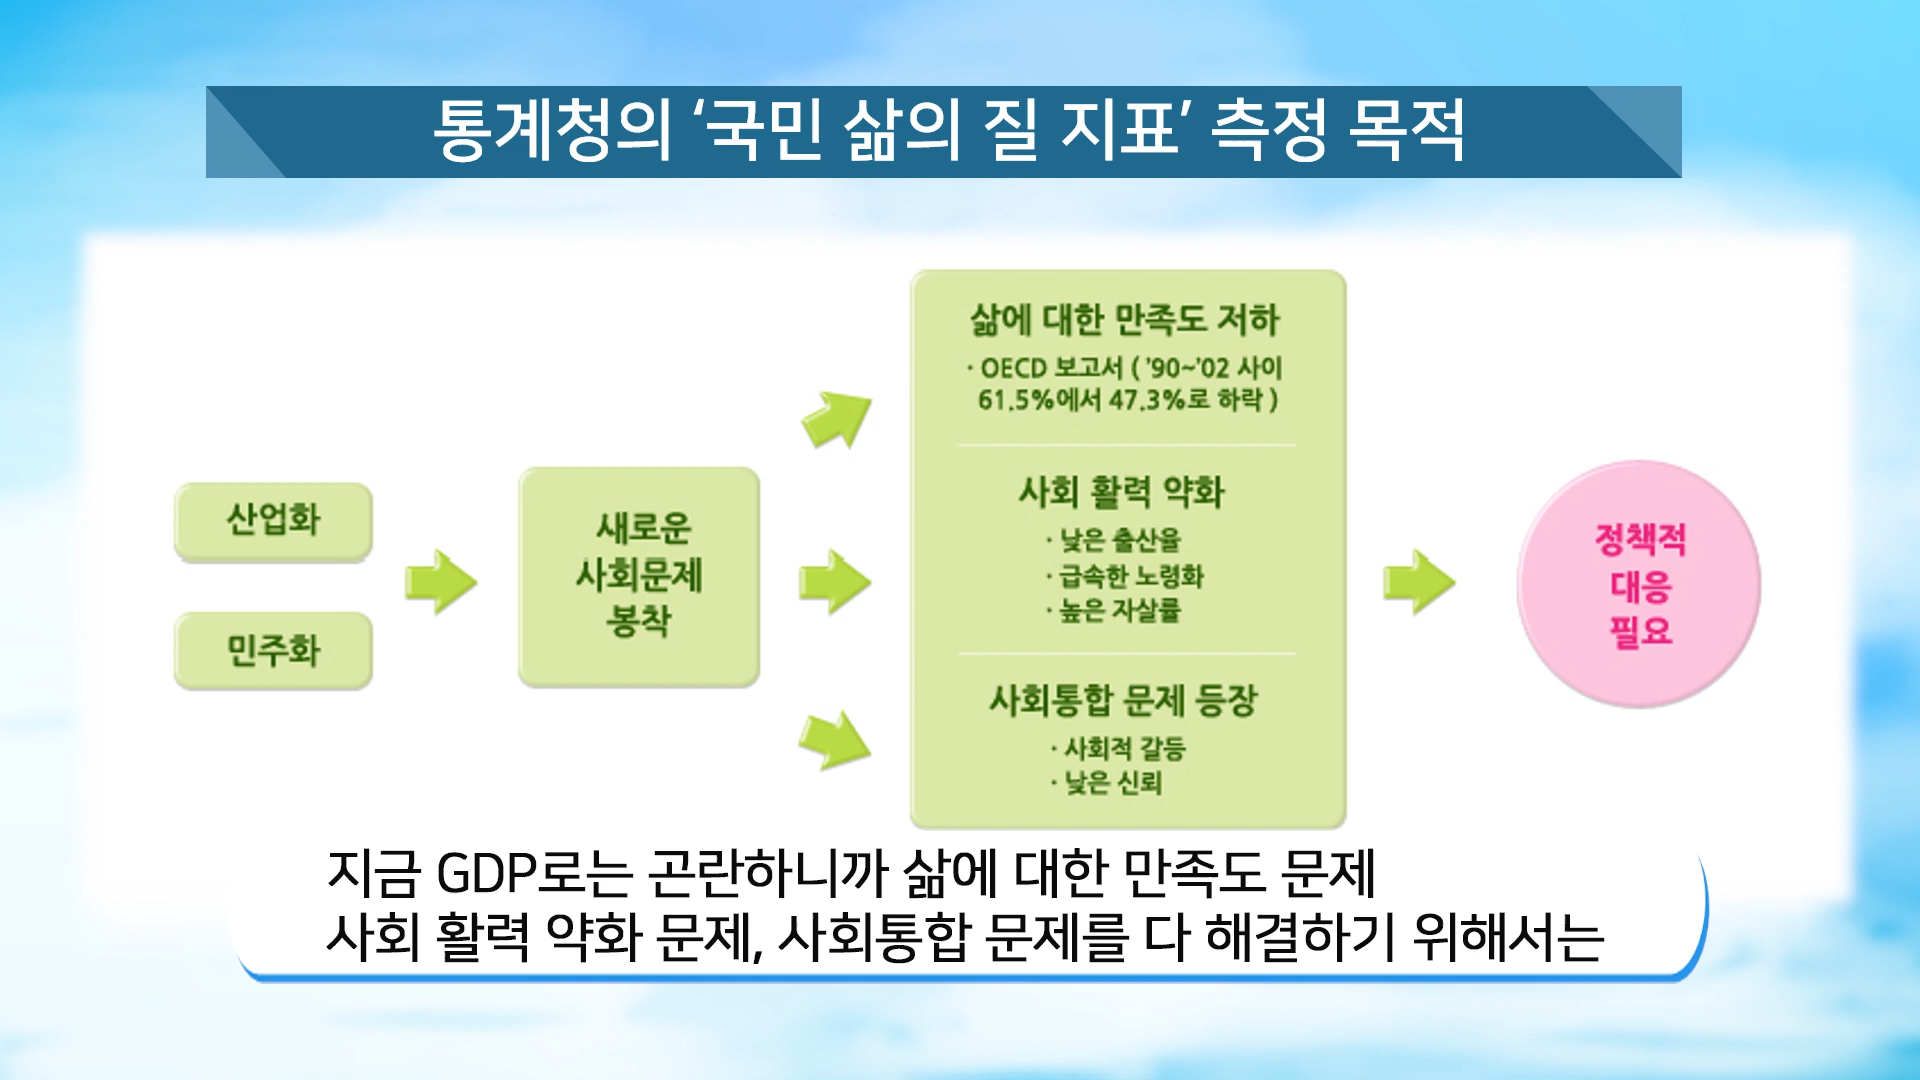 통계청의 ‘국민 삶의 질 지표’ 측정 목적
산업화
민주화
새로운
사회문제
봉착
삶에 대한 만족도 저하
· OECD 보고서 ( ’90~’02 사이
61.5%에서 47.3%로 하락 )
사회 활력 약화
· 낮은 출산율
· 급속한 노령화
· 높은 자살률
사회통합 문제 등장
· 사회적 갈등
· 낮은 신뢰
정책적
대응
필요
지금 GDP로는 곤란하니까 삶에 대한 만족도 문제
사회 활력 약화 문제, 사회통합 문제를 다 해결하기 위해서는